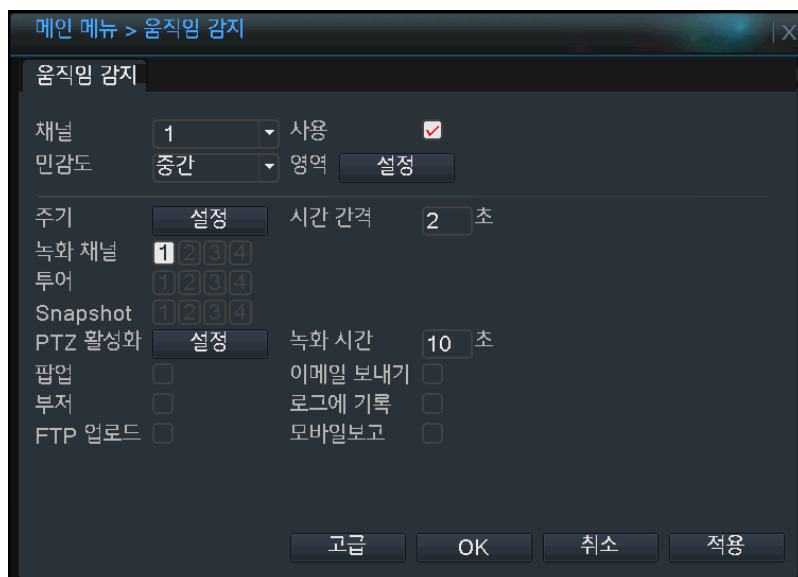 메인 메뉴 > 움직임 감지 X
움직임 감지
채널 1 사용
민감도 중간 영역 설정
주기 설정 시간 간격 2 초
녹화 채널 1 2 3 4
투어 1 2 3 4
Snapshot 1 2 3 4
PTZ 활성화 설정 녹화 시간 10 초
팝업 이메일 보내기
부저 로그에 기록
FTP 업로드 모바일보고
고급 OK 취소 적용